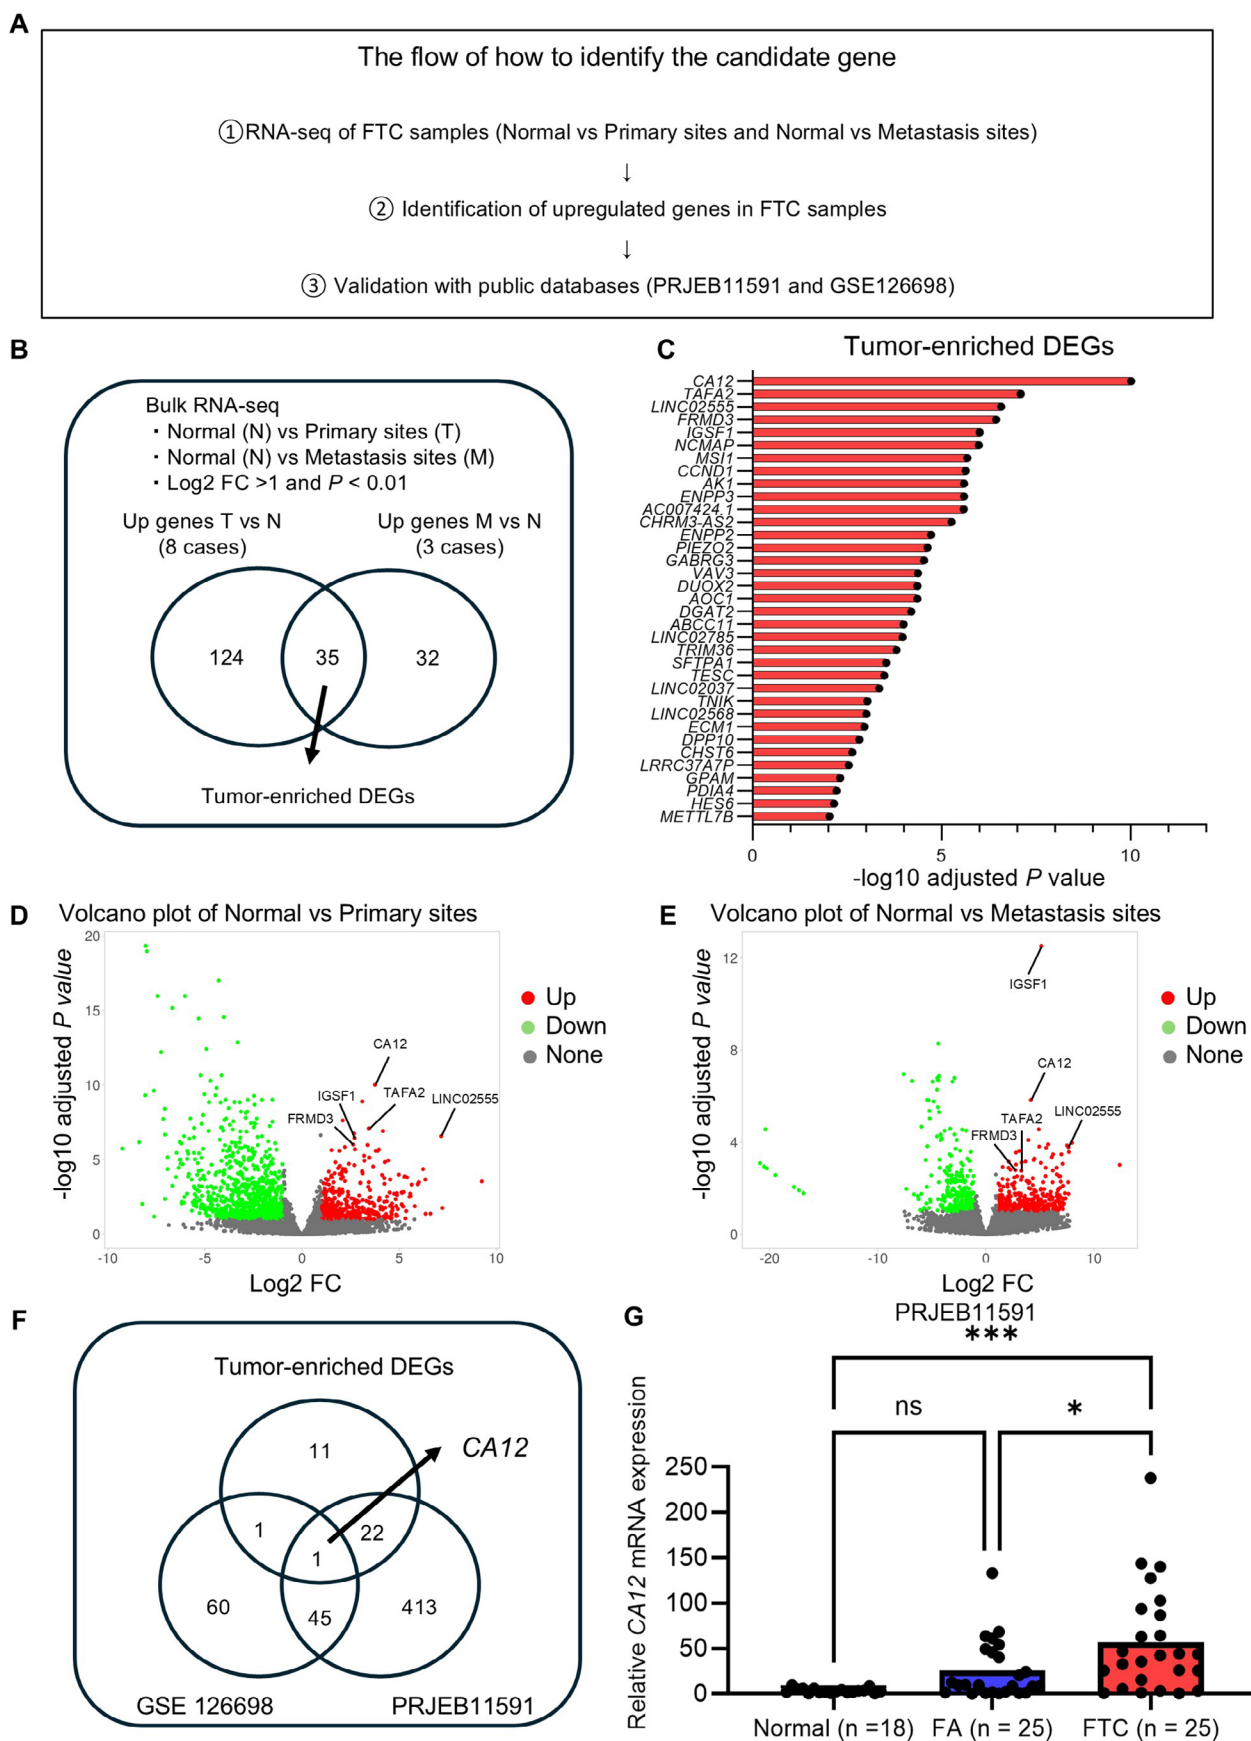 A
The flow of how to identify the candidate gene
①RNA-seq of FTC samples (Normal vs Primary sites and Normal vs Metastasis sites)
↓
② Identification of upregulated genes in FTC samples
↓
③ Validation with public databases (PRJEB11591 and GSE126698)
B
Bulk RNA-seq
・Normal (N) vs Primary sites (T)
・Normal (N) vs Metastasis sites (M)
・Log2 FC >1 and P < 0.01
Up genes T vs N
(8 cases)
Up genes M vs N
(3 cases)
124
35
32
Tumor-enriched DEGs
C
Tumor-enriched DEGs
CA12
TAFA2
LINC02555
FRMD3
IGSF1
NCMAP
MSI1
CCND1
AK1
ENPP3
AC007424.1
CHRM3-AS2
ENPP2
PIEZO2
GABRG3
VAV3
DUOX2
AOC1
DGAT2
ABCC11
LINC02785
TRIM36
SFTPA1
TESC
LINC02037
TNIK
LINC02568
ECM1
DPP10
CHST6
LRRC37A7P
GPAM
PDIA4
HES6
METTL7B
0 5 10
-log10 adjusted P value
D
Volcano plot of Normal vs Primary sites
-log10 adjusted P value
20
15
10
5
0
CA12
IGSF1
TAFA2
LINC02555
FRMD3
-10 -5 0 5 10
Log2 FC
Up
Down
None
E
Volcano plot of Normal vs Metastasis sites
-log10 adjusted P value
12
8
4
0
IGSF1
CA12
LINC02555
TAFA2
FRMD3
-20 -10 0 10
Log2 FC
Up
Down
None
F
Tumor-enriched DEGs
11
CA12
1
22
1
60
45
413
GSE 126698
PRJEB11591
G
PRJEB11591
***
ns
*
Relative CA12 mRNA expression
250
200
150
100
50
0
Normal (n =18) FA (n = 25) FTC (n = 25)